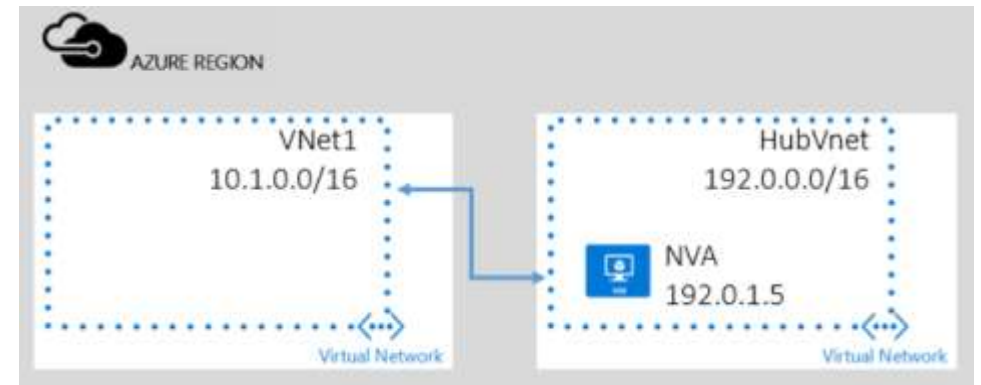 AZURE REGION
VNet1
10.1.0.0/16
Virtual Network
HubVnet
192.0.0.0/16
NVA
192.0.1.5
Virtual Network